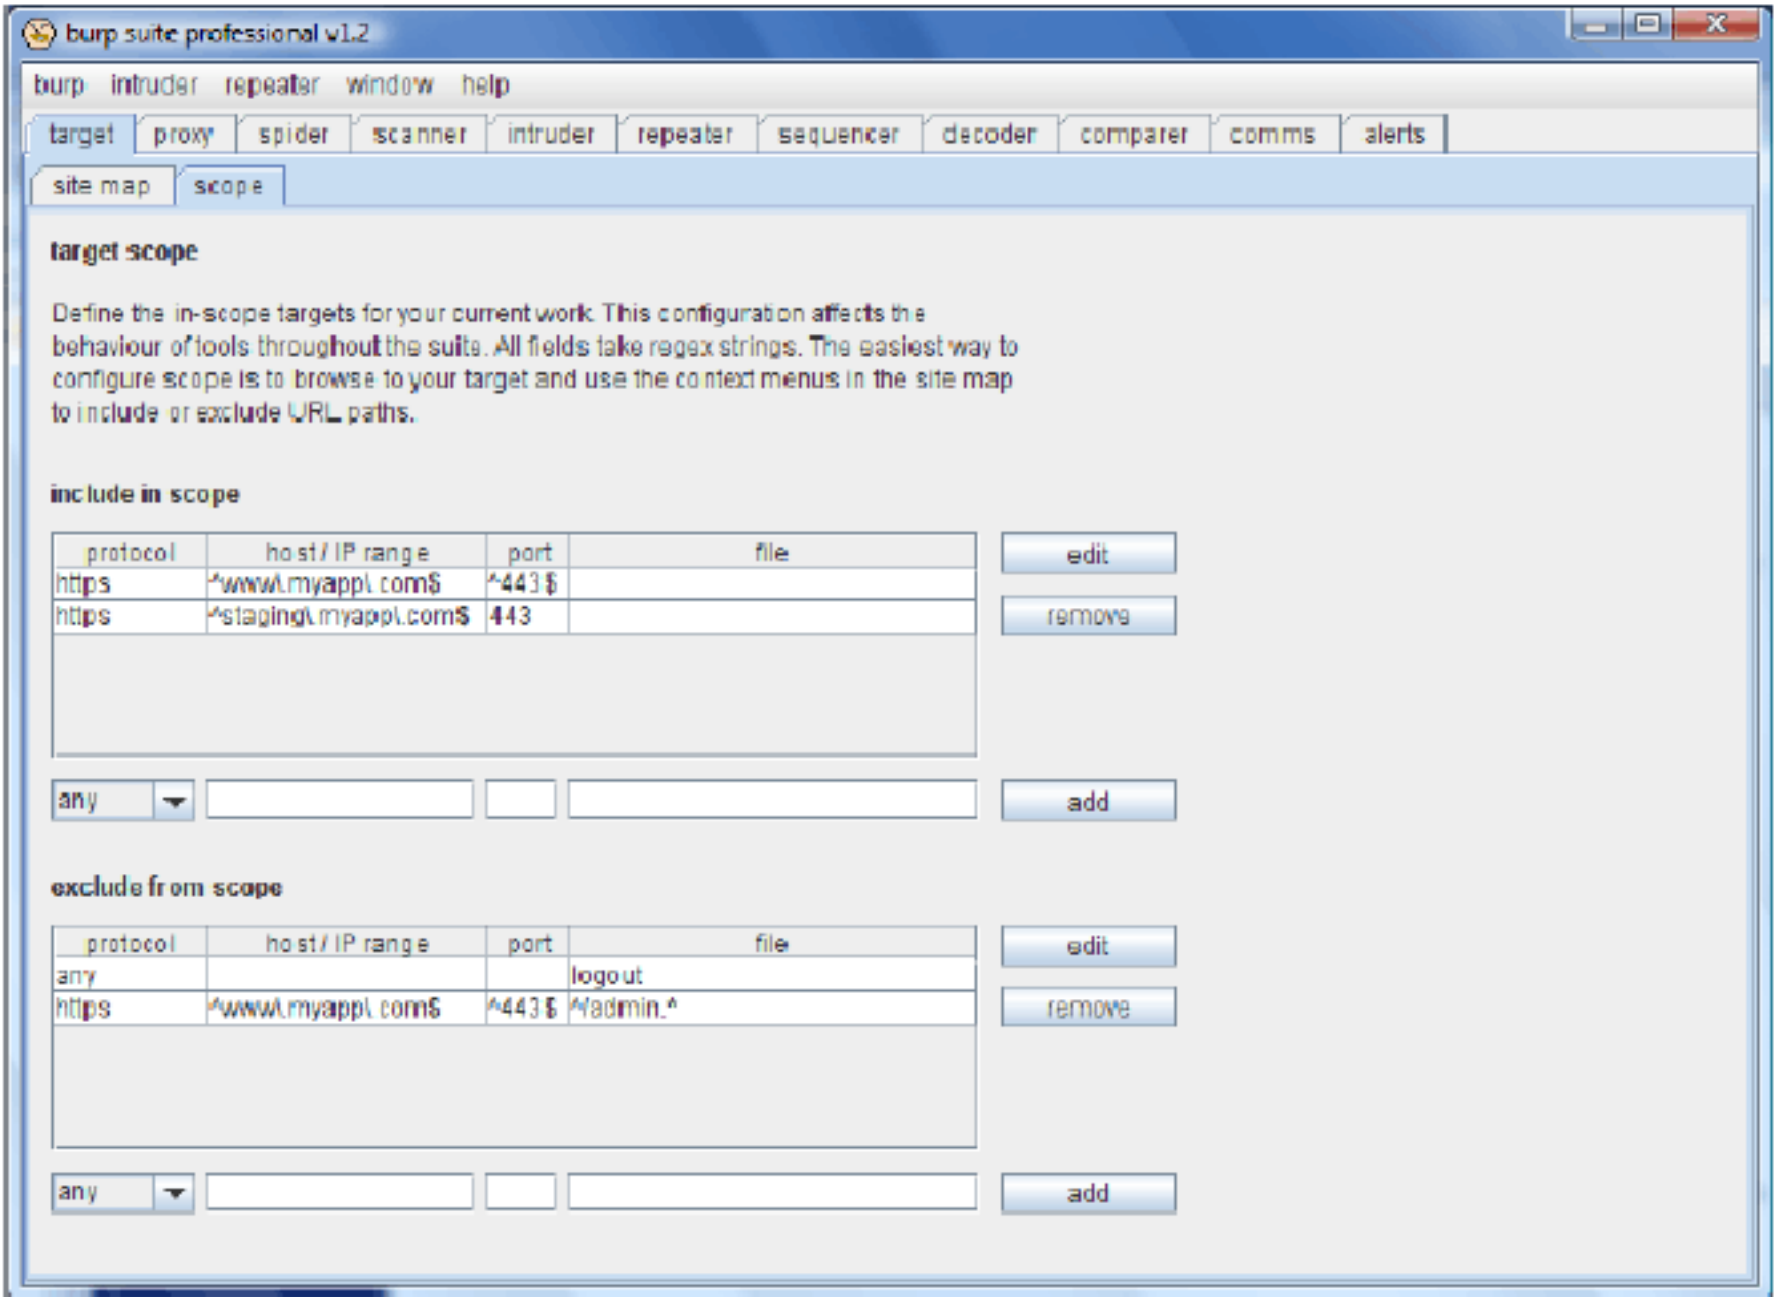 burp suite professional v1.2
burp intruder repeater window help
target proxy spider scanner intruder repeater sequencer decoder comparer comms alerts
site map scope
target scope
Define the in-scope targets for your current work. This configuration affects the
behaviour of tools throughout the suite. All fields take regex strings. The easiest way to
configure scope is to browse to your target and use the context menus in the site map
to include or exclude URL paths.
include in scope
protocol host / IP range port file edit
https ^www\.myapp\.com$ ^443$
https ^staging\.myapp\.com$ 443 remove
any add
exclude from scope
protocol host / IP range port file edit
any logout
https ^www\.myapp\.com$ ^443$ ^/admin.* remove
any add